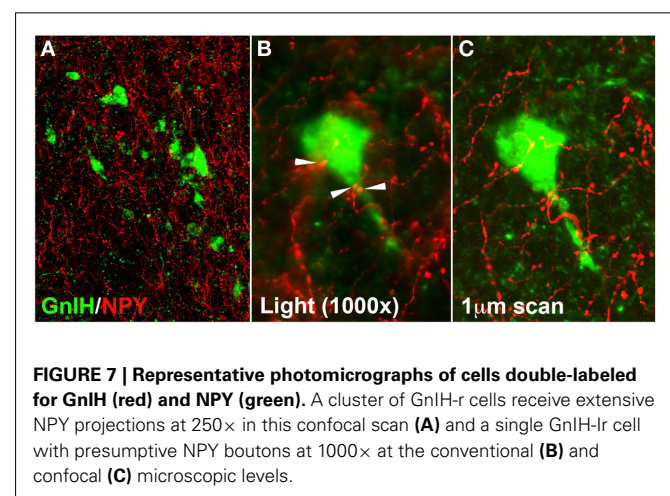 A
B
C
GnIH/NPY
Light (1000x)
1μm scan
FIGURE 7 | Representative photomicrographs of cells double-labeled
for GnIH (red) and NPY (green). A cluster of GnIH-r cells receive extensive
NPY projections at 250× in this confocal scan (A) and a single GnIH-Ir cell
with presumptive NPY boutons at 1000× at the conventional (B) and
confocal (C) microscopic levels.